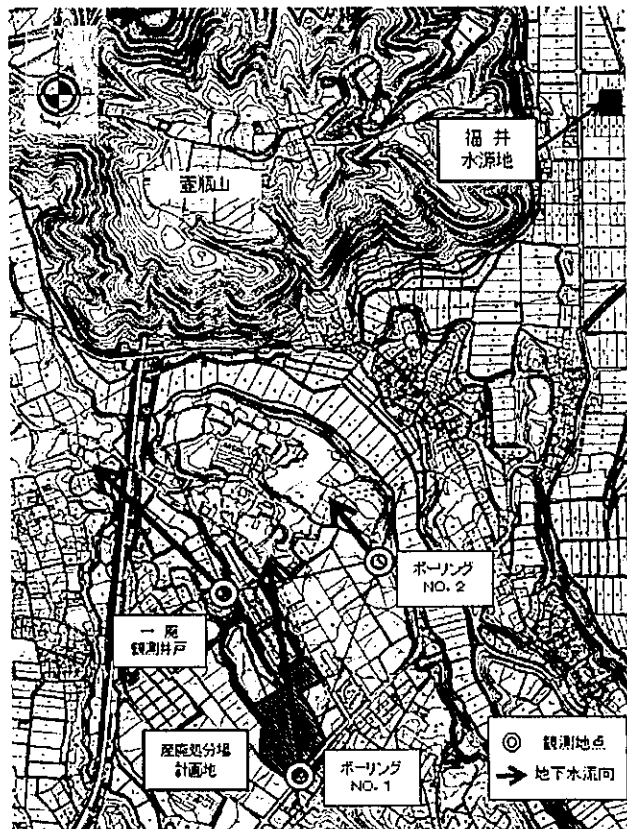 福井
水源地
壷瓶山
ボーリング
NO. 2
一廃
観測井戸
産廃処分場
計画地
ボーリング
NO. 1
観測地点
地下水流向